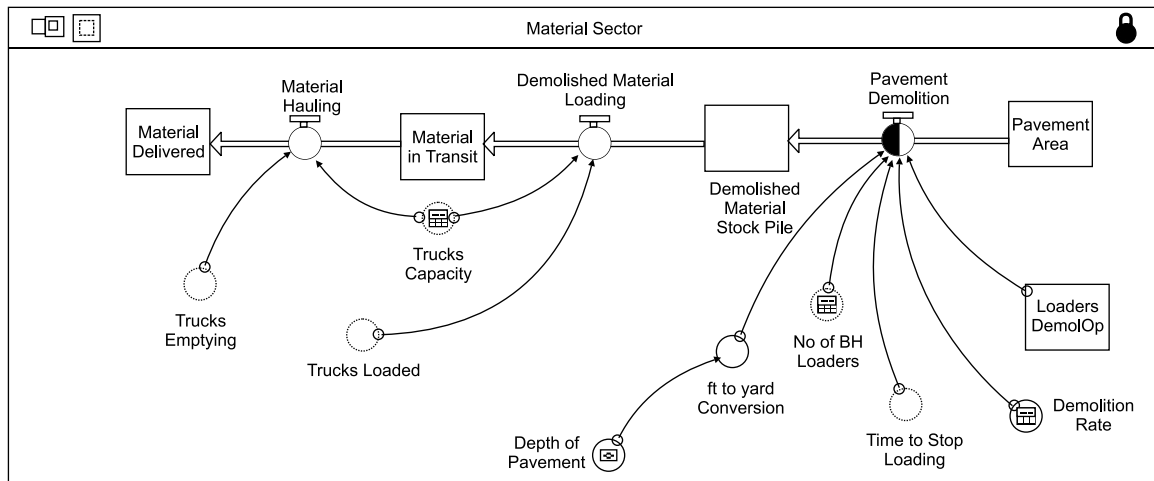 Material Sector
Material
Hauling
Demolished Material
Loading
Pavement
Demolition
Material
Delivered
Material
in Transit
Pavement
Area
Demolished
Material
Stock Pile
Trucks
Capacity
Trucks
Emptying
Trucks Loaded
No of BH
Loaders
Loaders
DemolOp
ft to yard
Conversion
Depth of
Pavement
Time to Stop
Loading
Demolition
Rate